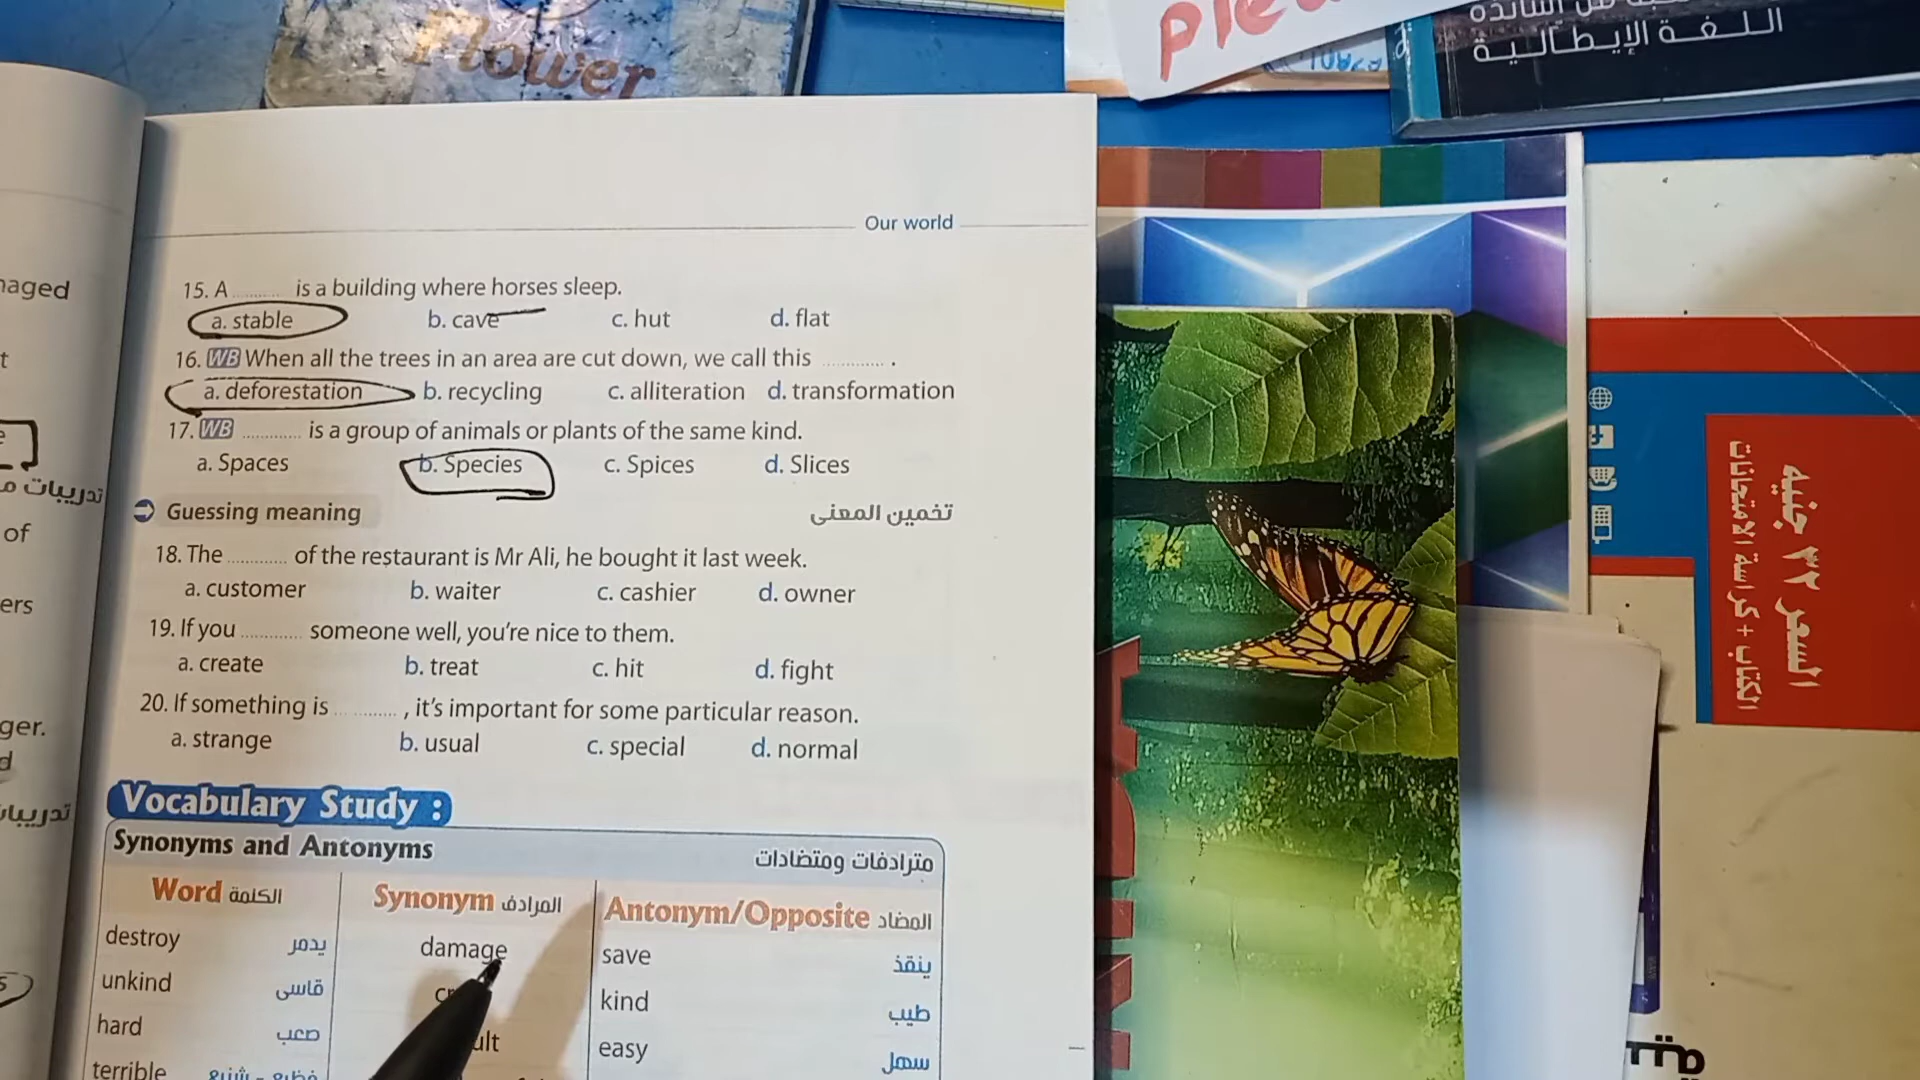 Flower
اللغة الإيطالية
Our world
15. A .......... is a building where horses sleep.
a. stable b. cave c. hut d. flat
16. WB When all the trees in an area are cut down, we call this ............ .
a. deforestation b. recycling c. alliteration d. transformation
17. WB ............ is a group of animals or plants of the same kind.
a. Spaces b. Species c. Spices d. Slices
Guessing meaning تخمين المعنى
18. The ............ of the restaurant is Mr Ali, he bought it last week.
a. customer b. waiter c. cashier d. owner
19. If you ............ someone well, you're nice to them.
a. create b. treat c. hit d. fight
20. If something is ............ , it's important for some particular reason.
a. strange b. usual c. special d. normal
Vocabulary Study :
Synonyms and Antonyms مترادفات ومتضادات
Word الكلمة Synonym المرادف Antonym/Opposite المضاد
destroy يدمر damage save ينقذ
unkind قاسى kind طيب
hard صعب easy سهل
terrible فظيع - شنيع
of
ers
ger.
تدريبات
السعر ٣٢ جنيه
الكتاب + كراسة الامتحانات